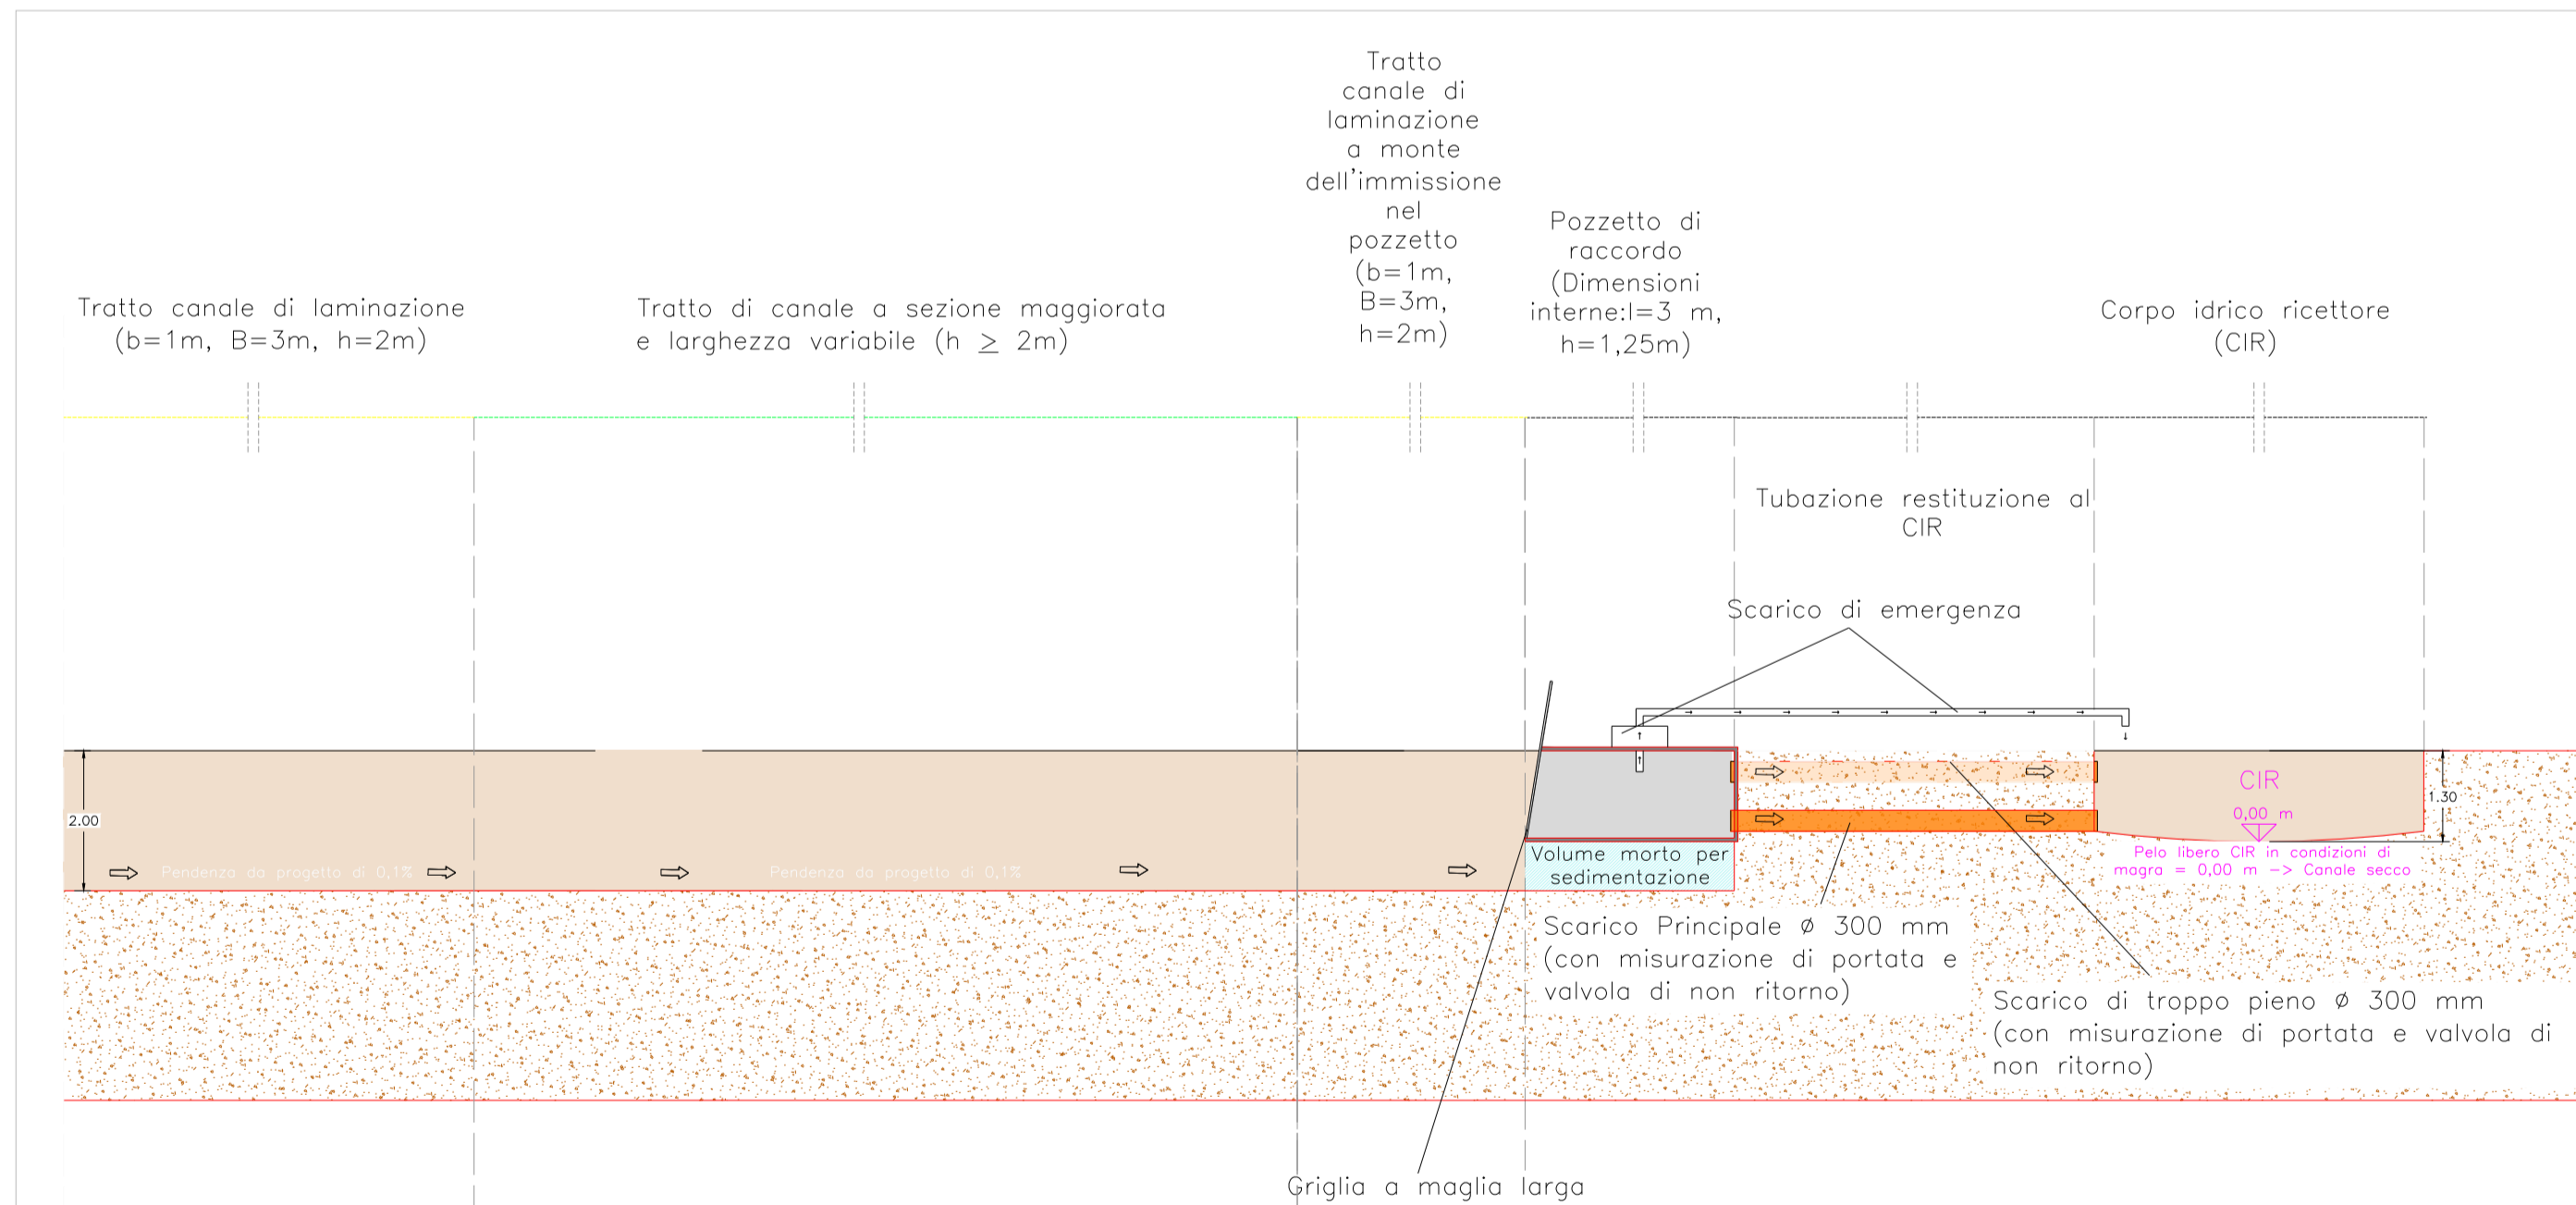 Tratto
canale di
laminazione
a monte
dell'immissione
nel
pozzetto
(b=1m,
B=3m,
h=2m)
Pozzetto di
raccordo
(Dimensioni
interne:l=3 m,
h=1,25m)
Tratto canale di laminazione
(b=1m, B=3m, h=2m)
Tratto di canale a sezione maggiorata
e larghezza variabile (h ≥ 2m)
Corpo idrico ricettore
(CIR)
Tubazione restituzione al
CIR
Scarico di emergenza
2.00
CIR
0,00 m
1.30
Pelo libero CIR in condizioni di
magra = 0,00 m -> Canale secco
Volume morto per
sedimentazione
Pendenza da progetto di 0,1%
Pendenza da progetto di 0,1%
Scarico Principale ø 300 mm
(con misurazione di portata e
valvola di non ritorno)
Scarico di troppo pieno ø 300 mm
(con misurazione di portata e valvola di
non ritorno)
Griglia a maglia larga